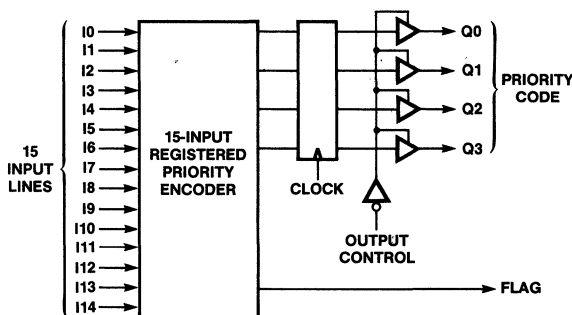 15
INPUT
LINES
I0
I1
I2
I3
I4
I5
I6
I7
I8
I9
I10
I11
I12
I13
I14
15-INPUT
REGISTERED
PRIORITY
ENCODER
CLOCK
OUTPUT
CONTROL
Q0
Q1
Q2
Q3
PRIORITY
CODE
FLAG